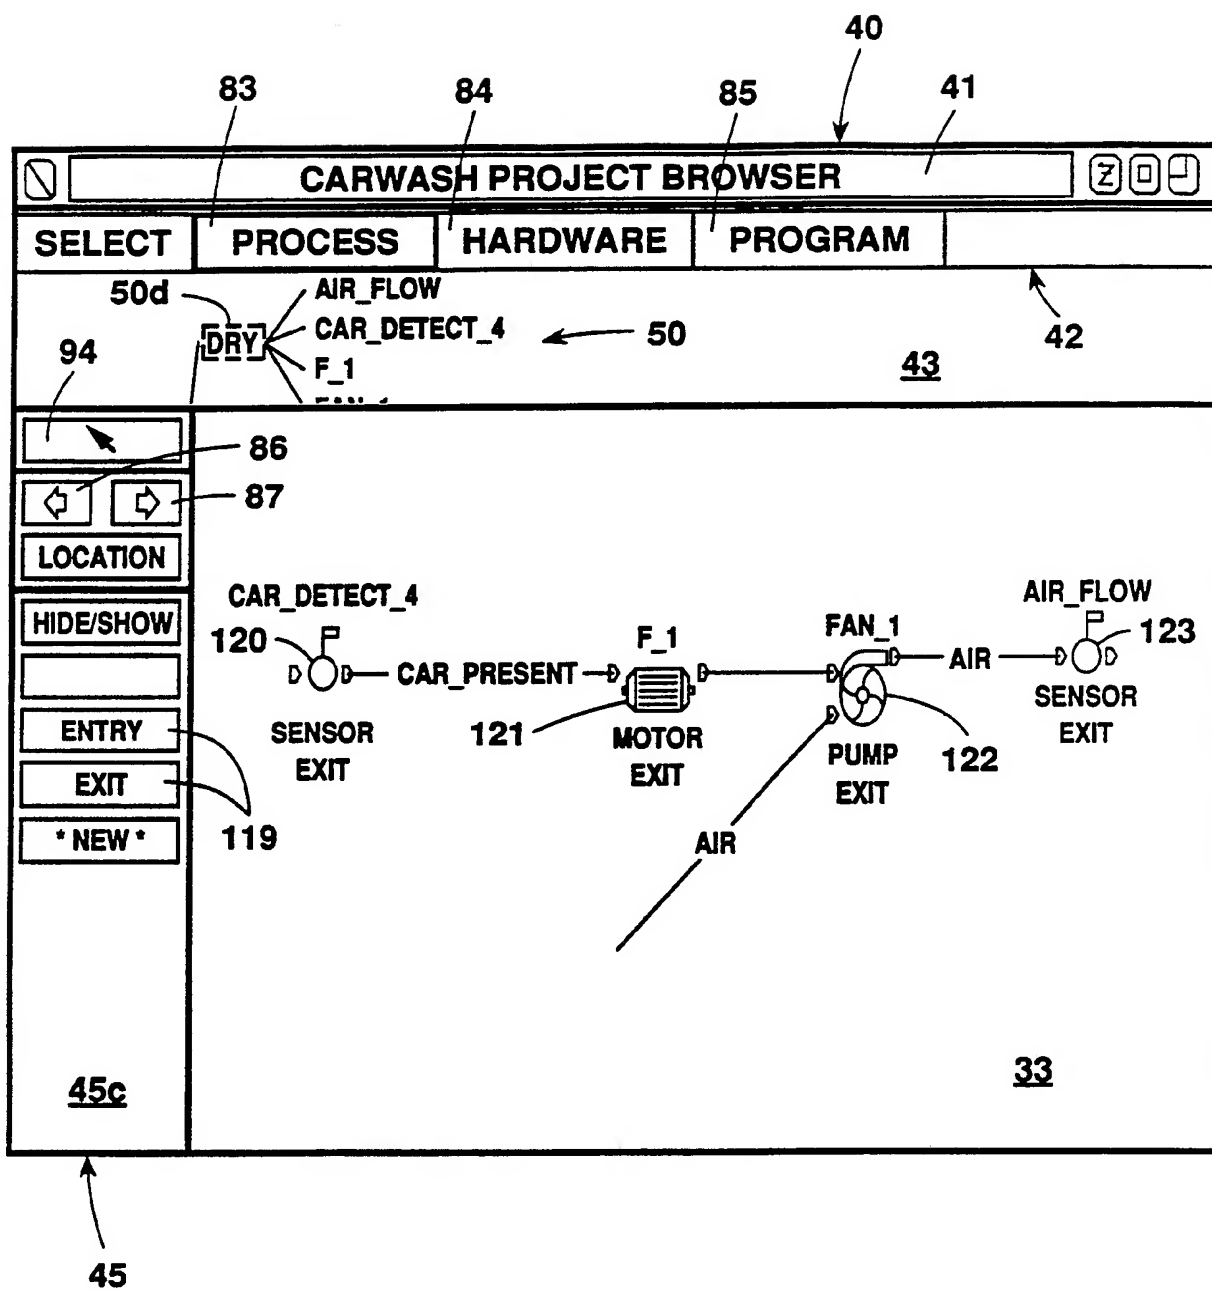 40
83
84
85
41
CARWASH PROJECT BROWSER
Z
SELECT
PROCESS
HARDWARE
PROGRAM
50d
AIR_FLOW
DRY
CAR_DETECT_4
50
42
94
F_1
43
FAN_1
86
87
LOCATION
HIDE/SHOW
ENTRY
EXIT
* NEW *
119
CAR_DETECT_4
120
CAR_PRESENT
SENSOR
EXIT
F_1
121
MOTOR
EXIT
FAN_1
122
PUMP
EXIT
AIR
AIR
AIR_FLOW
123
SENSOR
EXIT
45c
33
45